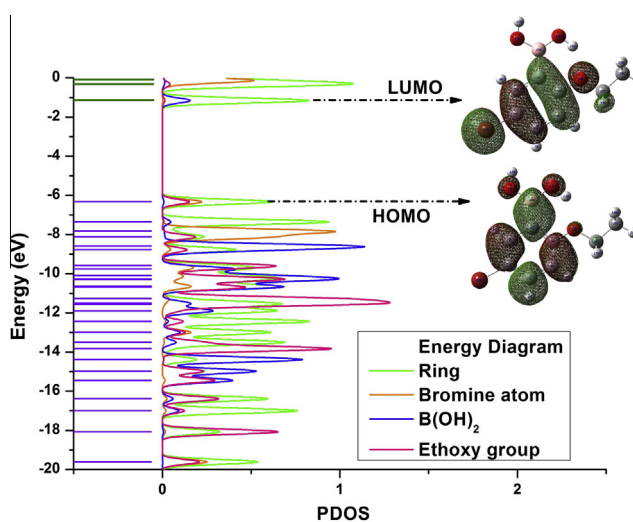 0
-2
-4
-6
-8
-10
-12
-14
-16
-18
-20
Energy (eV)
LUMO
HOMO
Energy Diagram
Ring
Bromine atom
B(OH)2
Ethoxy group
0 1 2
PDOS